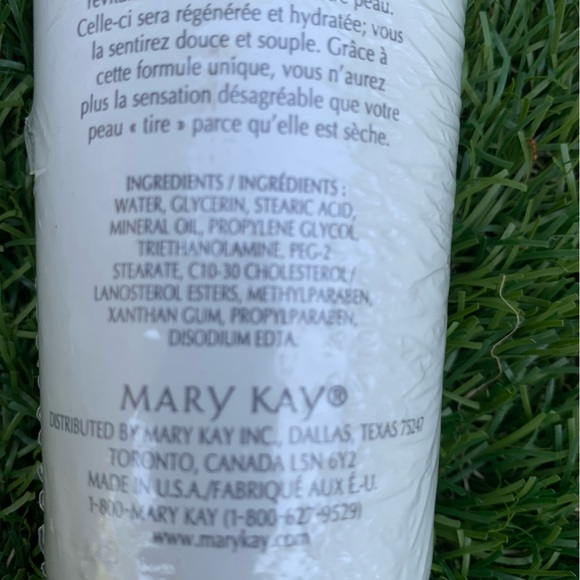 peau.
Celle-ci sera régénérée et hydratée; vous
la sentirez douce et souple. Grâce à
cette formule unique, vous n'aurez
plus la sensation désagréable que votre
peau « tire » parce qu'elle est sèche.
INGREDIENTS / INGRÉDIENTS :
WATER, GLYCERIN, STEARIC ACID,
MINERAL OIL, PROPYLENE GLYCOL,
TRIETHANOLAMINE, PEG-2
STEARATE, C10-30 CHOLESTEROL/
LANOSTEROL ESTERS, METHYLPARABEN,
XANTHAN GUM, PROPYLPARABEN,
DISODIUM EDTA.
MARY KAY®
DISTRIBUTED BY MARY KAY INC., DALLAS, TEXAS 75247
TORONTO, CANADA L5N 6Y2
MADE IN U.S.A./FABRIQUÉ AUX É.-U.
1-800-MARY KAY (1-800-627-9529)
www.marykay.com